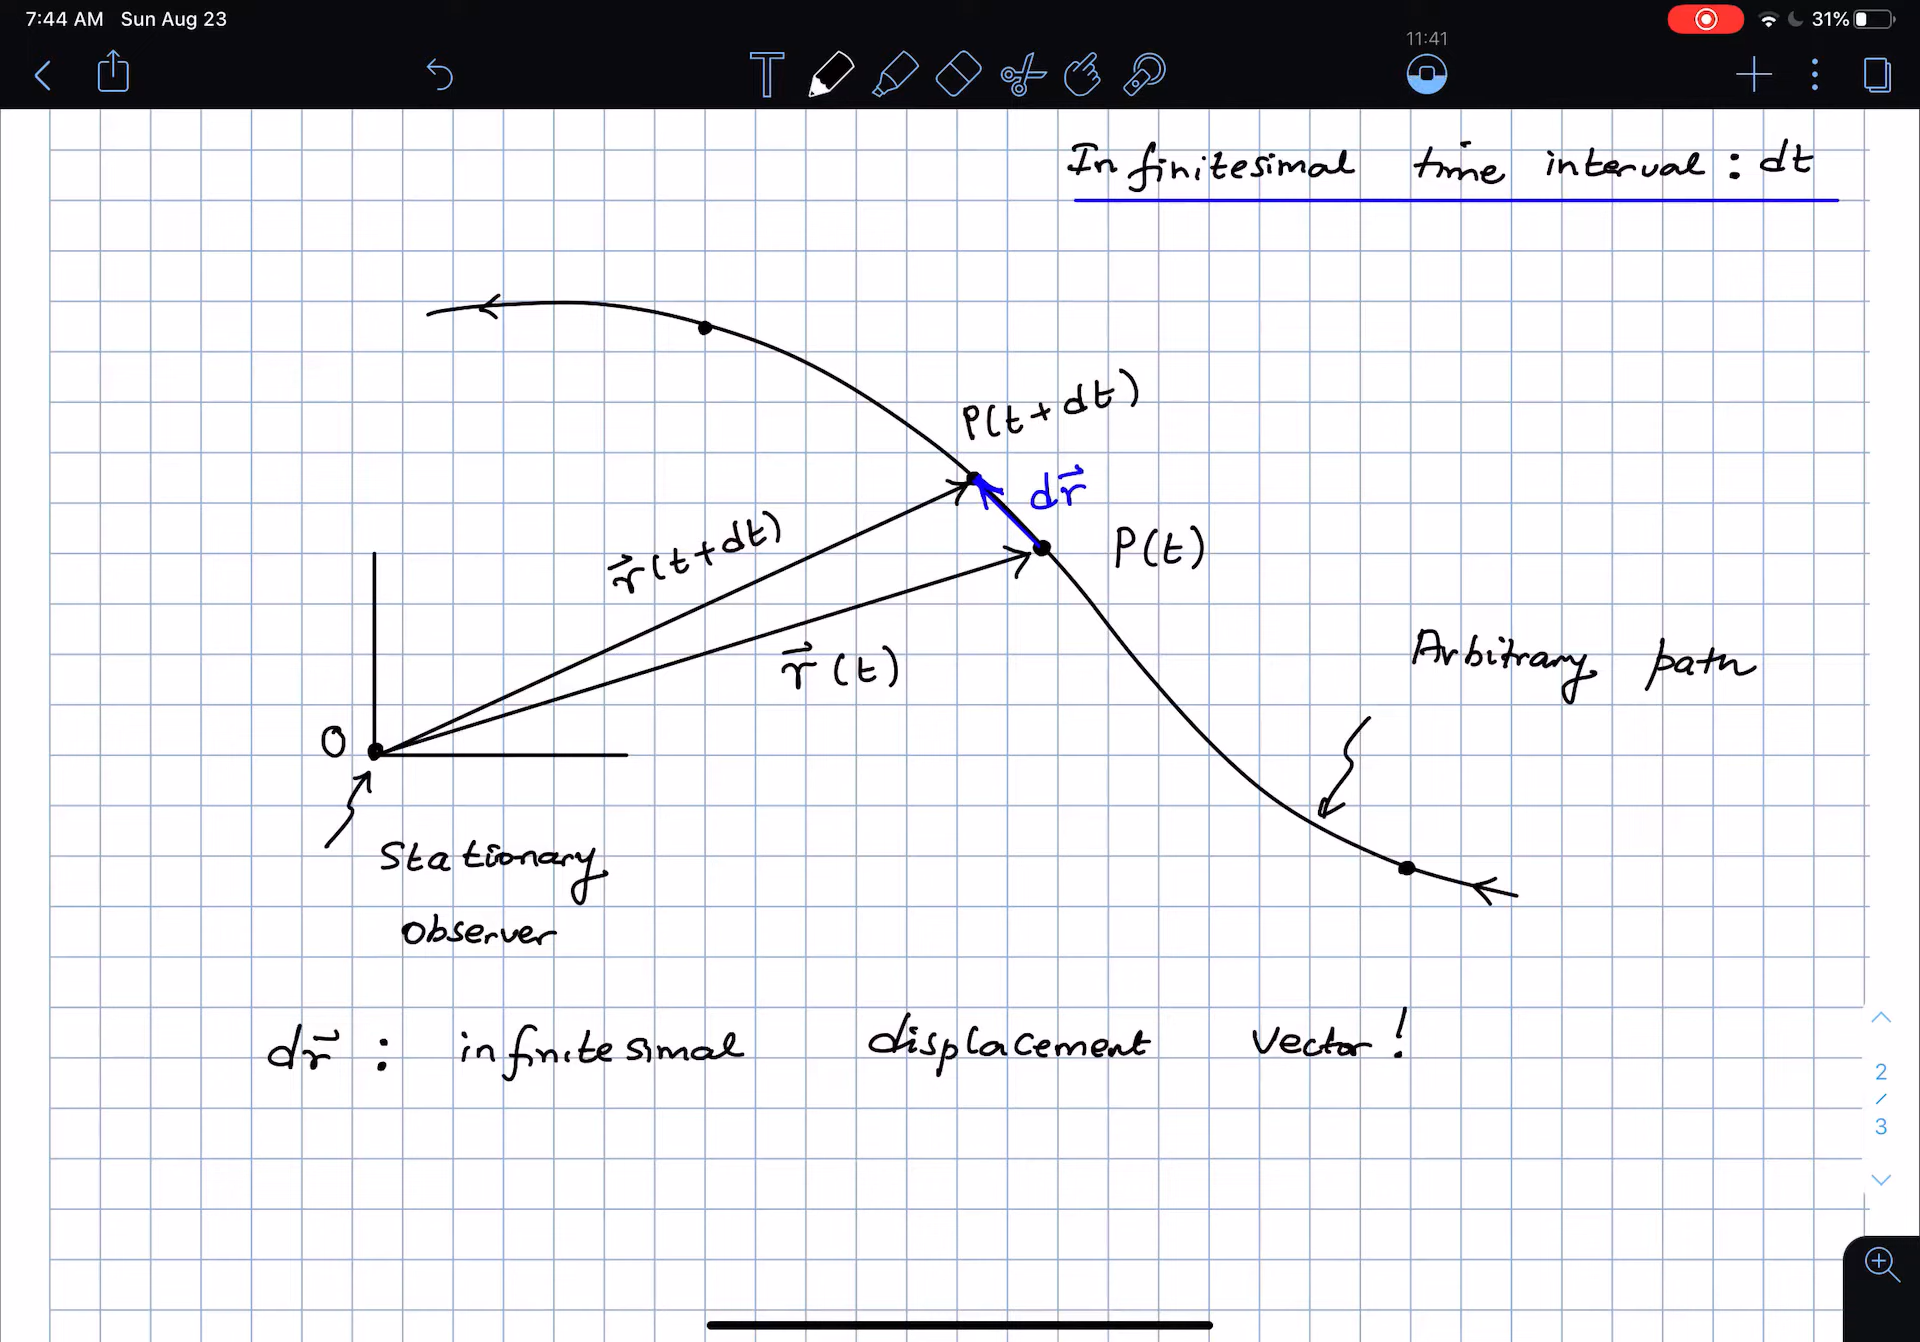 7:44 AM Sun Aug 23
31%
11:41
T
Infinitesimal time interval : dt
P(t + dt)
dr⃗
r⃗(t+dt)
P(t)
r⃗(t)
Arbitrary path
O
Stationary
Observer
dr⃗ : infinitesimal displacement vector!
2
/
3